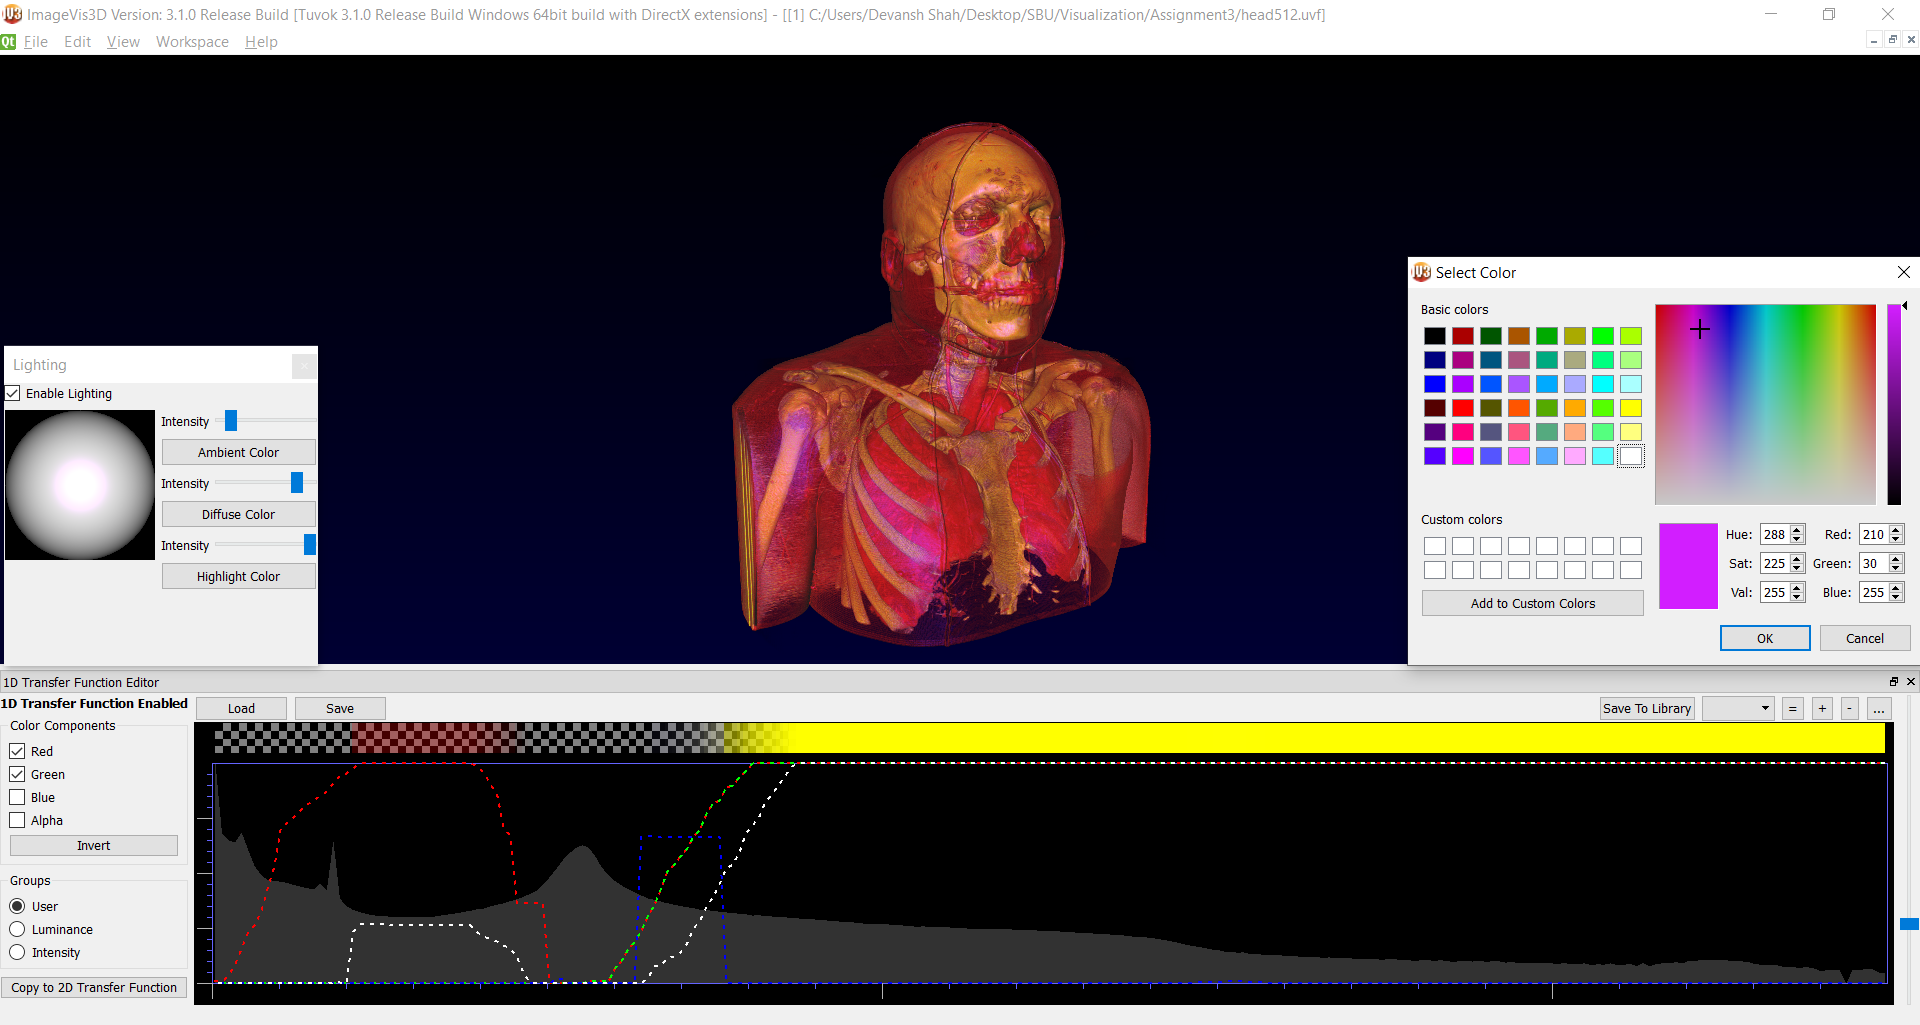 ImageVis3D Version: 3.1.0 Release Build [Tuvok 3.1.0 Release Build Windows 64bit build with DirectX extensions] - [[1] C:/Users/Devansh Shah/Desktop/SBU/Visualization/Assignment3/head512.uvf]
Qt File Edit View Workspace Help
Select Color
Basic colors
Custom colors
Hue: 288 Red: 210
Sat: 225 Green: 30
Val: 255 Blue: 255
Add to Custom Colors
OK Cancel
Lighting
Enable Lighting
Intensity
Ambient Color
Intensity
Diffuse Color
Intensity
Highlight Color
1D Transfer Function Editor
1D Transfer Function Enabled
Load Save Save To Library = + - ...
Color Components
Red
Green
Blue
Alpha
Invert
Groups
User
Luminance
Intensity
Copy to 2D Transfer Function